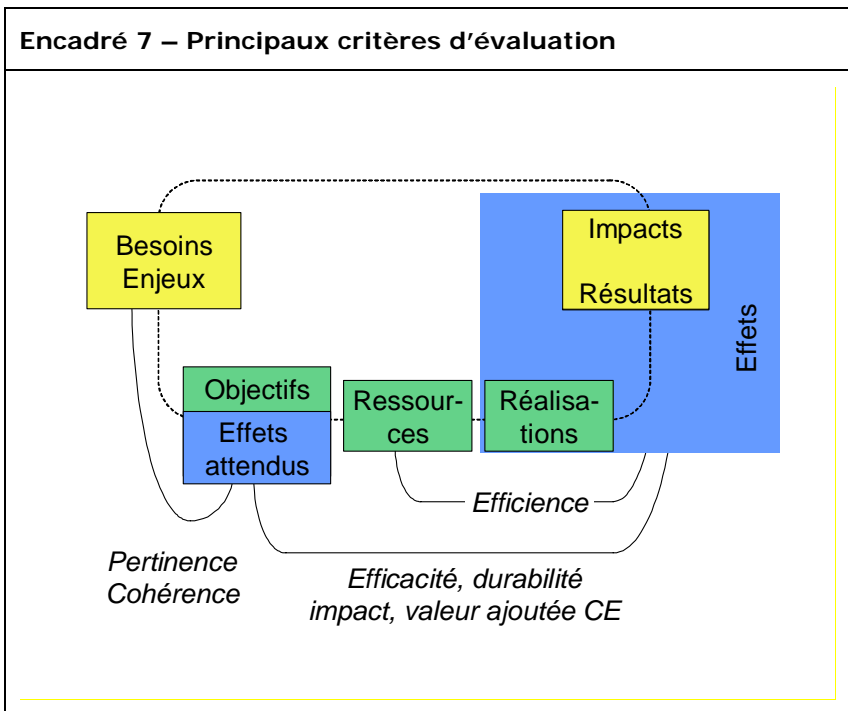 Encadré 7 – Principaux critères d'évaluation
Besoins
Enjeux
Impacts
Résultats
Effets
Objectifs
Effets
attendus
Ressour-
ces
Réalisa-
tions
Efficience
Pertinence
Cohérence
Efficacité, durabilité
impact, valeur ajoutée CE